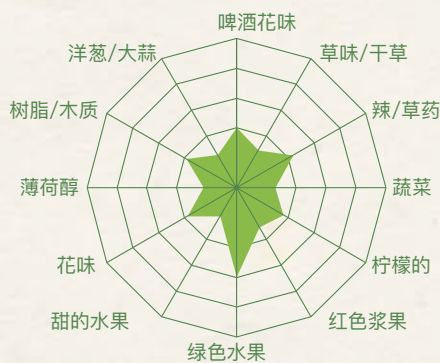 啤酒花味
洋葱/大蒜
草味/干草
树脂/木质
辣/草药
薄荷醇
蔬菜
花味
柠檬的
甜的水果
红色浆果
绿色水果